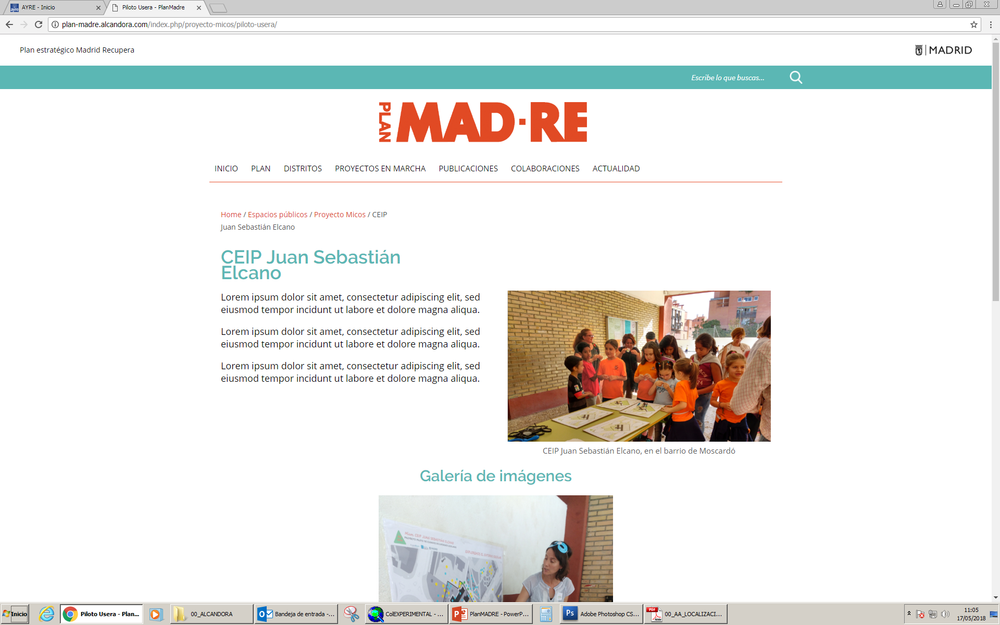 AYRE - Inicio
Piloto Usera - PlanMadre
plan-madre.alcandora.com/index.php/proyecto-micos/piloto-usera/
Plan estratégico Madrid Recupera
MADRID
Escribe lo que buscas...
PLAN MAD·RE
INICIO PLAN DISTRITOS PROYECTOS EN MARCHA PUBLICACIONES COLABORACIONES ACTUALIDAD
Home / Espacios públicos / Proyecto Micos / CEIP
Juan Sebastián Elcano
CEIP Juan Sebastián
Elcano
Lorem ipsum dolor sit amet, consectetur adipiscing elit, sed
eiusmod tempor incidunt ut labore et dolore magna aliqua.
Lorem ipsum dolor sit amet, consectetur adipiscing elit, sed
eiusmod tempor incidunt ut labore et dolore magna aliqua.
Lorem ipsum dolor sit amet, consectetur adipiscing elit, sed
eiusmod tempor incidunt ut labore et dolore magna aliqua.
CEIP Juan Sebastián Elcano, en el barrio de Moscardó
Galería de imágenes
Micos CEIP JUAN SEBASTIÁN ELCANO
Inicio
Piloto Usera - Plan...
00_ALCANDORA
Bandeja de entrada -...
ColEXPERIMENTAL - ...
PlanMADRE - PowerP...
Adobe Photoshop CS...
00_AA_LOCALIZACI...
11:05
17/05/2018